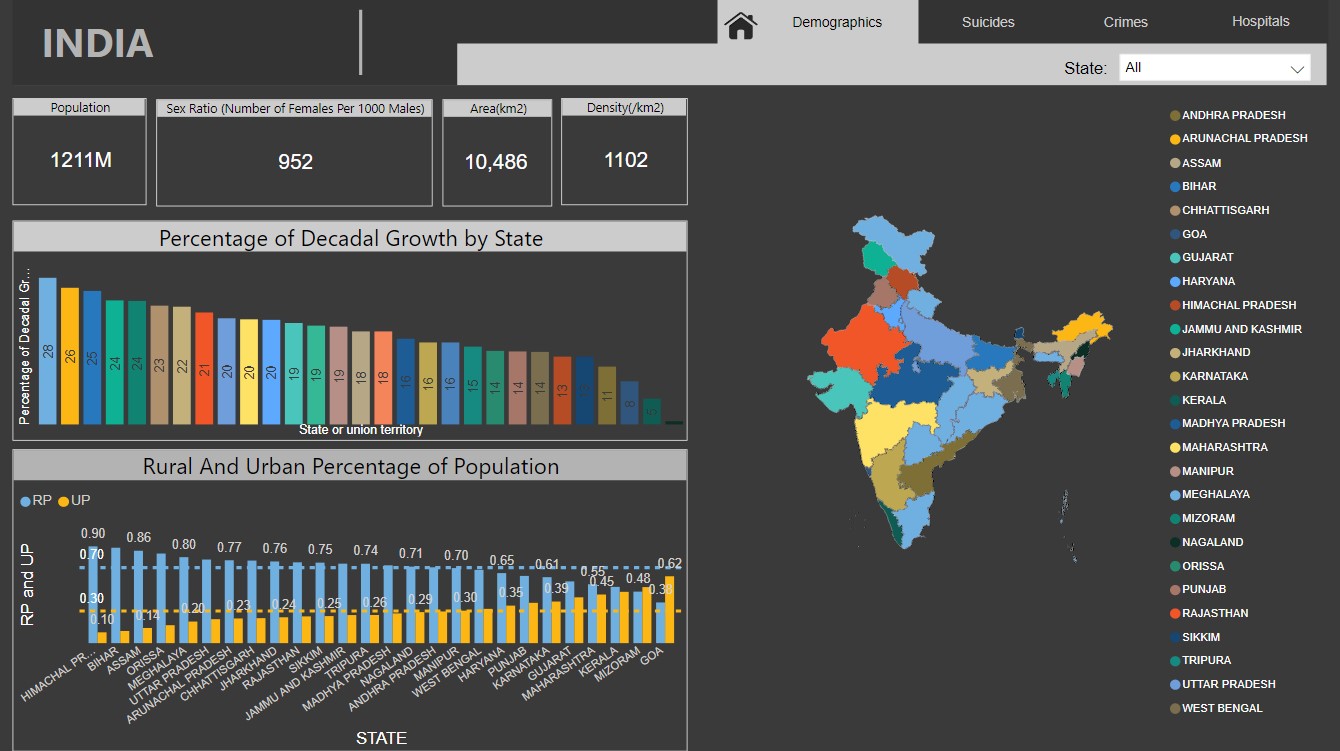 INDIA
Demographics
Suicides
Crimes
Hospitals
State:
All
Population
1211M
Sex Ratio (Number of Females Per 1000 Males)
952
Area(km2)
10,486
Density(/km2)
1102
Percentage of Decadal Growth by State
Percentage of Decadal Gr...
28 26 25 24 24 23 22 21 20 20 20 19 19 19 18 18 16 16 16 15 14 14 14 13 11 8 5
State or union territory
Rural And Urban Percentage of Population
RP UP
RP and UP
0.90 0.86 0.80 0.77 0.76 0.75 0.74 0.71 0.70 0.65 0.61 0.55 0.48 0.38
0.70
0.30
0.10 0.14 0.20 0.23 0.24 0.25 0.26 0.29 0.30 0.35 0.39 0.45 0.62
HIMACHAL PR...
BIHAR
ASSAM
ORISSA
MEGHALAYA
UTTAR PRADESH
ARUNACHAL PRADESH
CHHATTISGARH
JHARKHAND
RAJASTHAN
SIKKIM
JAMMU AND KASHMIR
TRIPURA
MADHYA PRADESH
NAGALAND
ANDHRA PRADESH
MANIPUR
WEST BENGAL
HARYANA
PUNJAB
KARNATAKA
GUJARAT
MAHARASHTRA
KERALA
MIZORAM
GOA
STATE
ANDHRA PRADESH
ARUNACHAL PRADESH
ASSAM
BIHAR
CHHATTISGARH
GOA
GUJARAT
HARYANA
HIMACHAL PRADESH
JAMMU AND KASHMIR
JHARKHAND
KARNATAKA
KERALA
MADHYA PRADESH
MAHARASHTRA
MANIPUR
MEGHALAYA
MIZORAM
NAGALAND
ORISSA
PUNJAB
RAJASTHAN
SIKKIM
TRIPURA
UTTAR PRADESH
WEST BENGAL